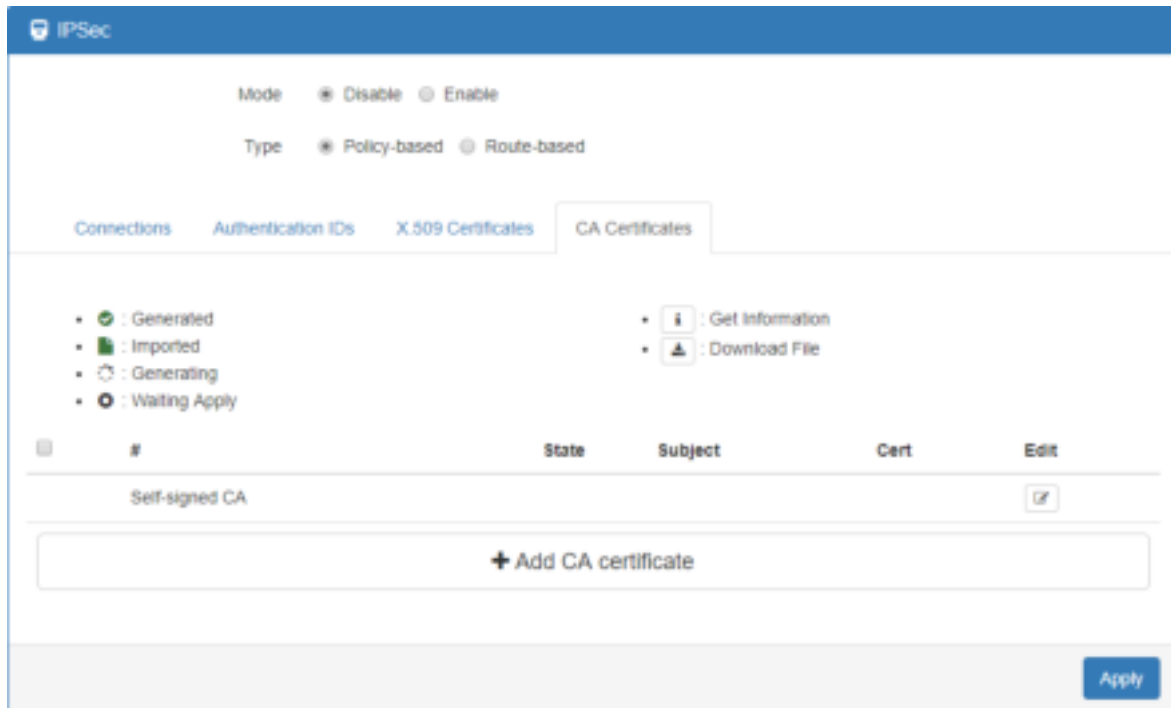 IPSec
Mode Disable Enable
Type Policy-based Route-based
Connections Authentication IDs X.509 Certificates CA Certificates
: Generated
: Imported
: Generating
: Waiting Apply
i : Get Information
: Download File
# State Subject Cert Edit
Self-signed CA
+ Add CA certificate
Apply